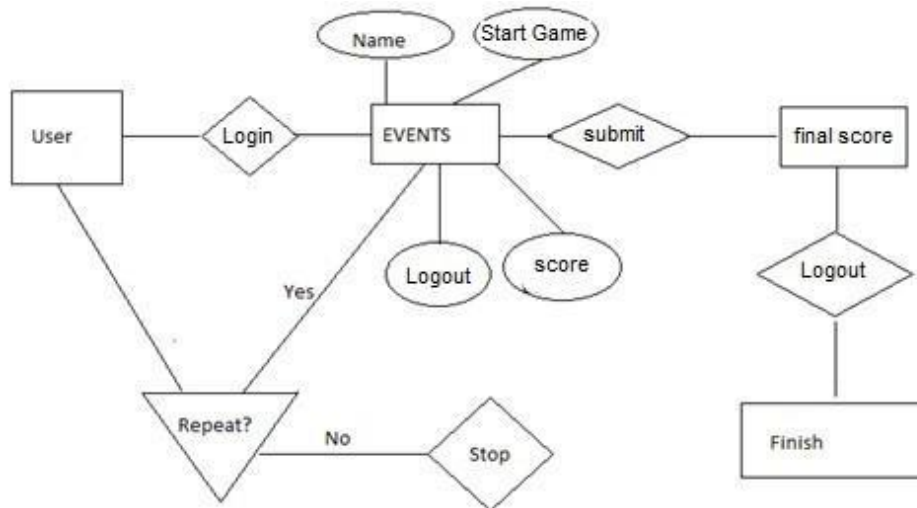 Name
Start Game
User
Login
EVENTS
submit
final score
Logout
score
Logout
Yes
Repeat?
No
Stop
Finish